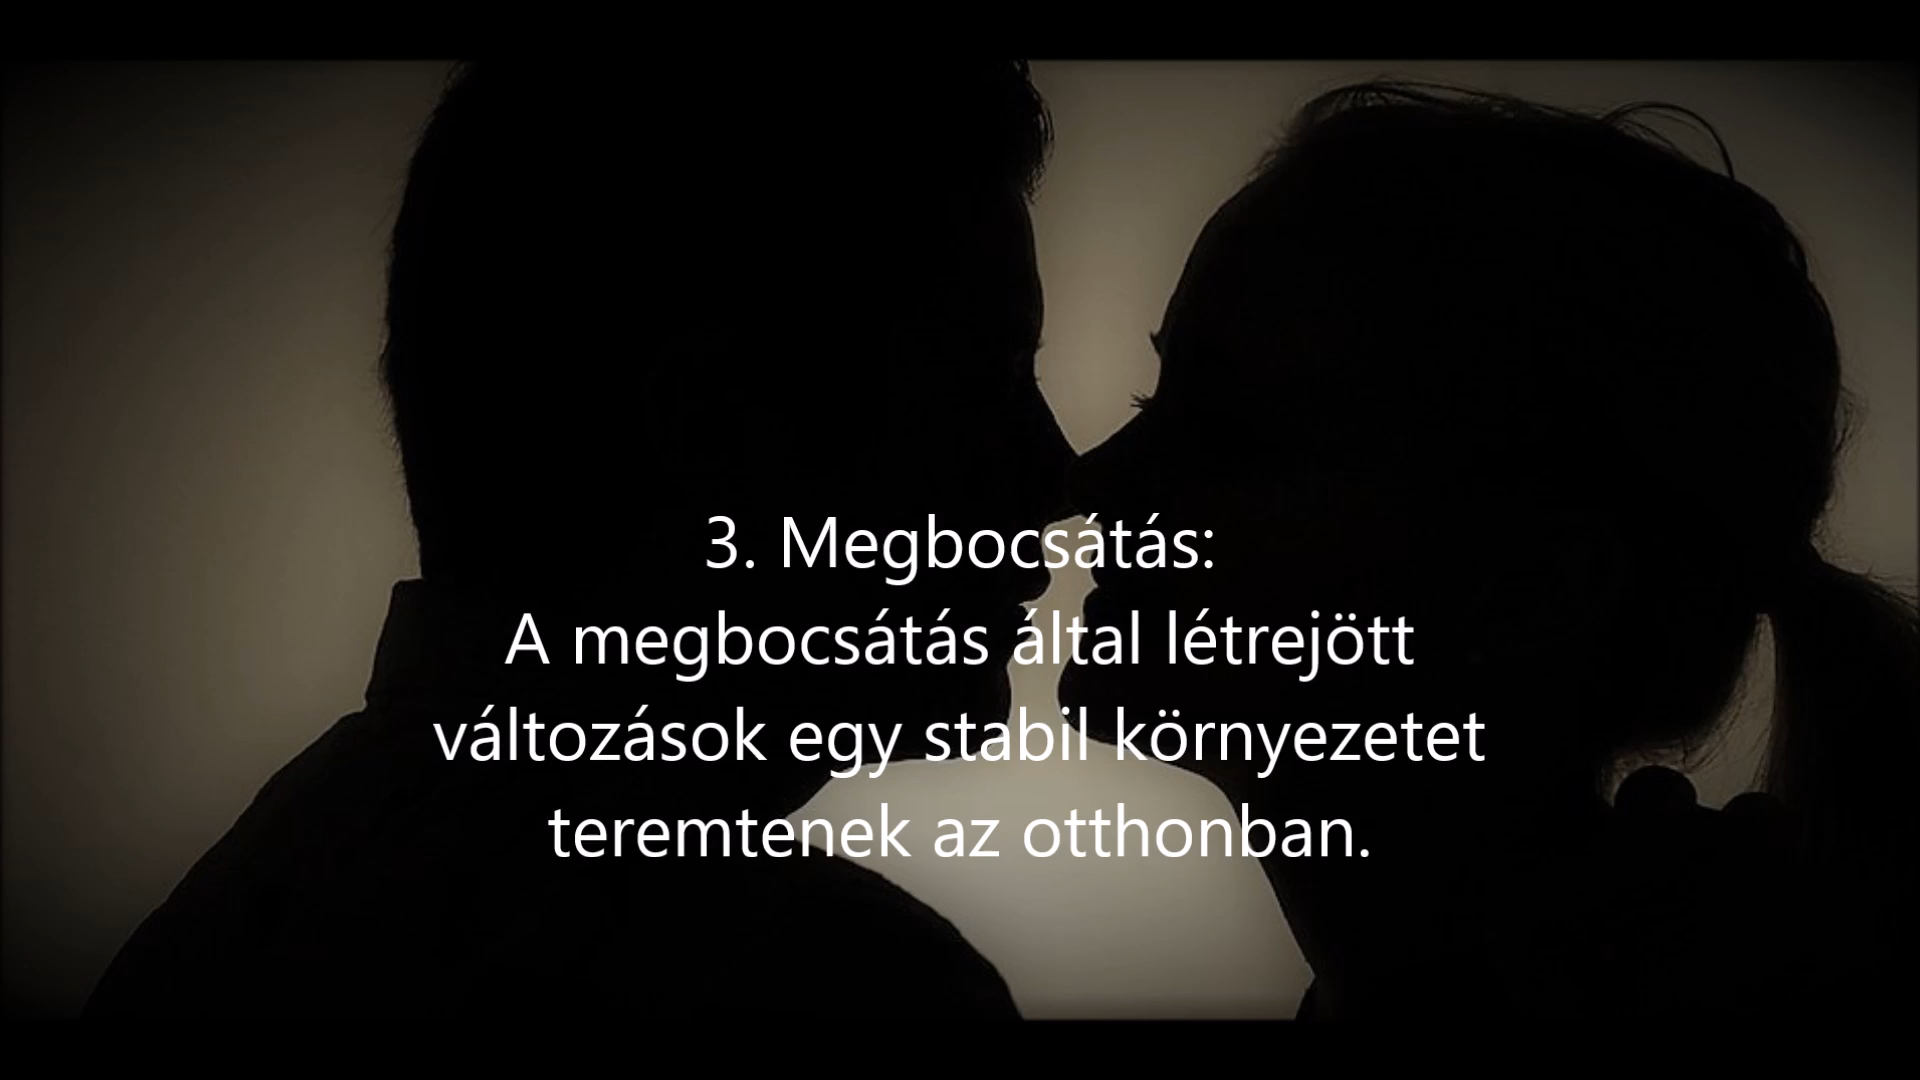 3. Megbocsátás:
A megbocsátás által létrejött
változások egy stabil környezetet
teremtenek az otthonban.